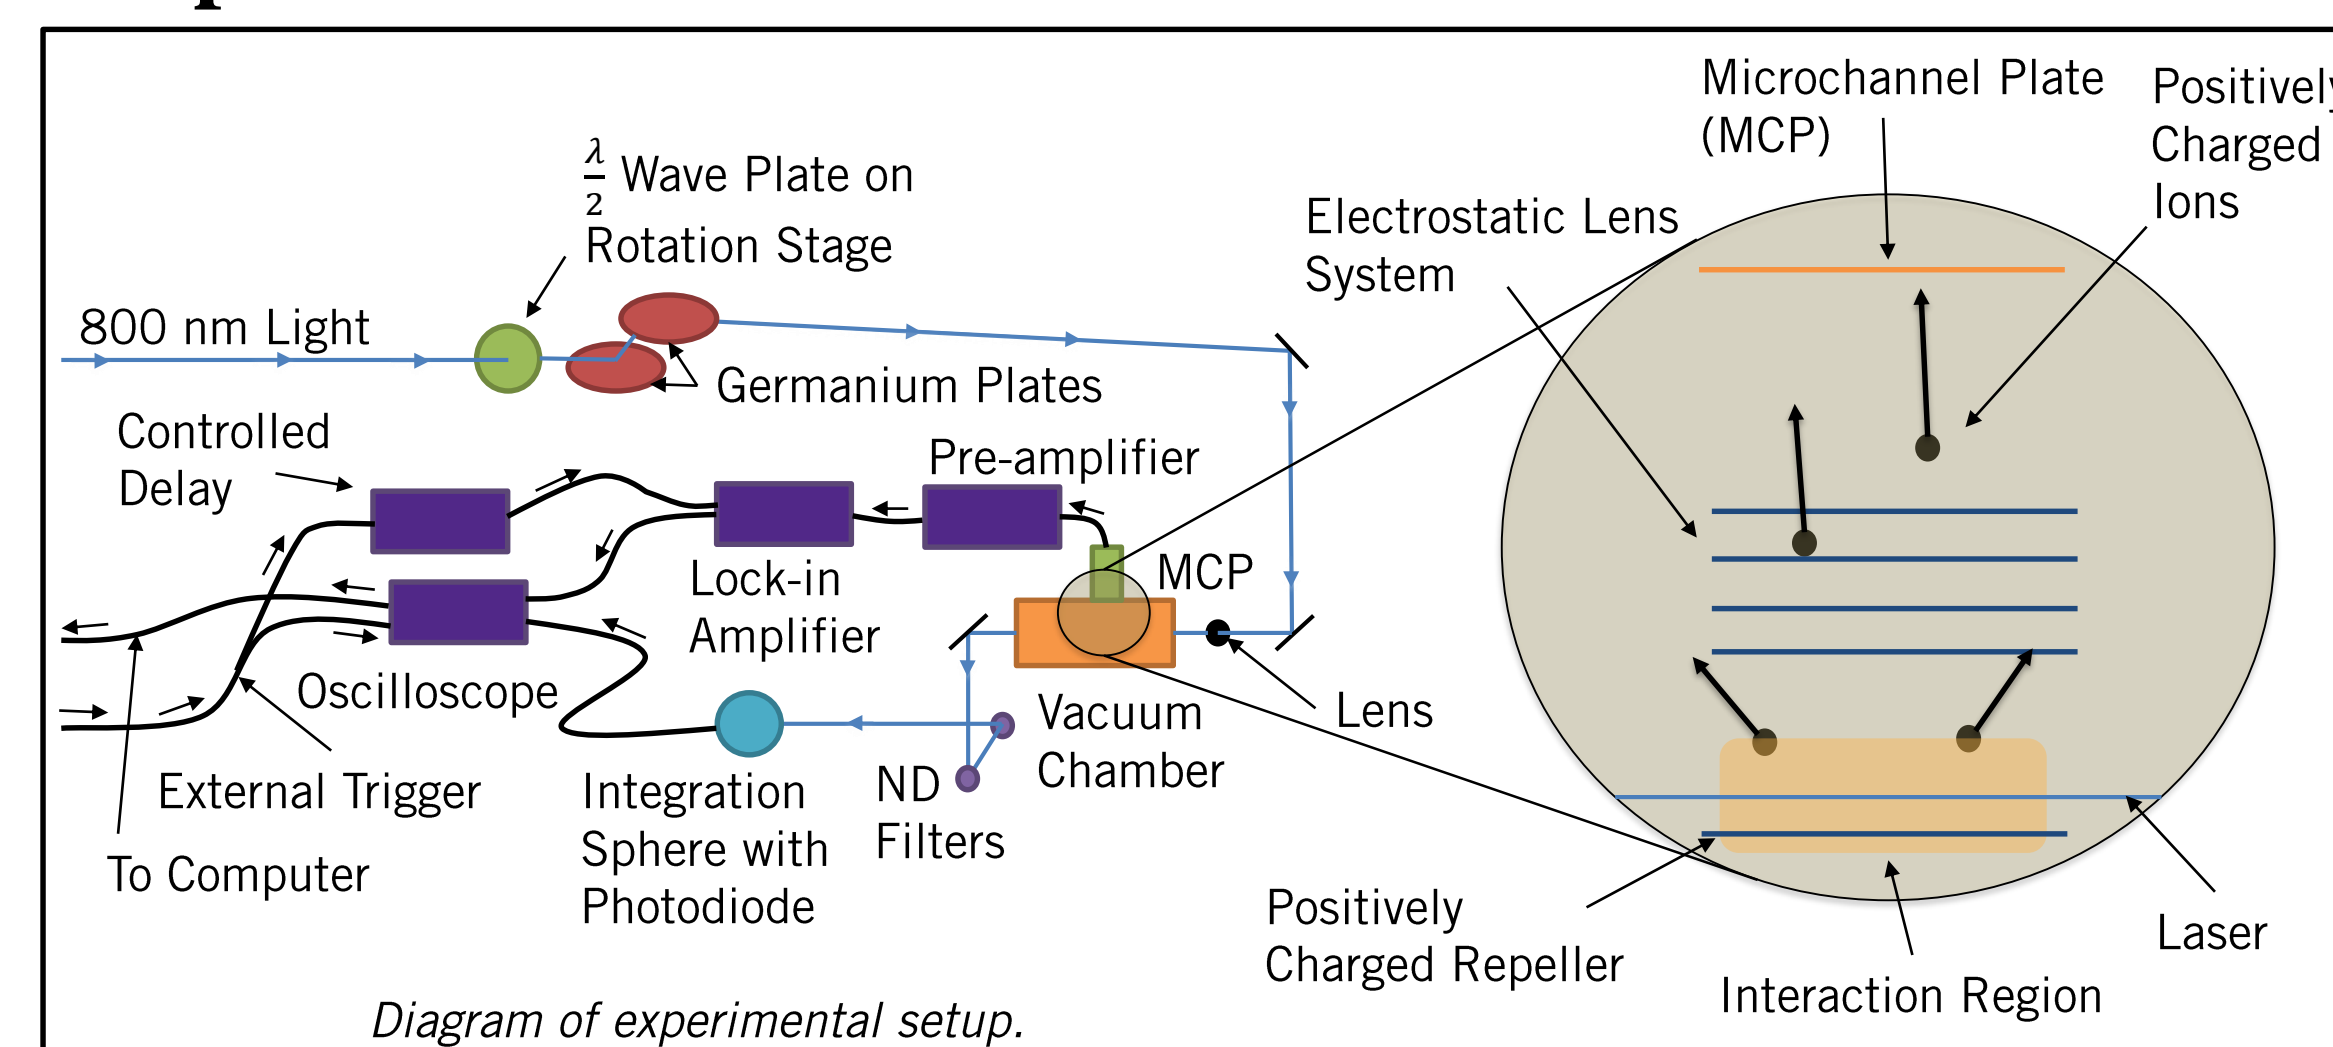 λ/2 Wave Plate on
Rotation Stage
800 nm Light
Germanium Plates
Controlled
Delay
Pre-amplifier
Lock-in
Amplifier
MCP
Oscilloscope
Lens
Vacuum
Chamber
External Trigger
To Computer
Integration
Sphere with
Photodiode
ND
Filters
Microchannel Plate
(MCP)
Positively
Charged
Ions
Electrostatic Lens
System
Positively
Charged Repeller
Laser
Interaction Region
Diagram of experimental setup.